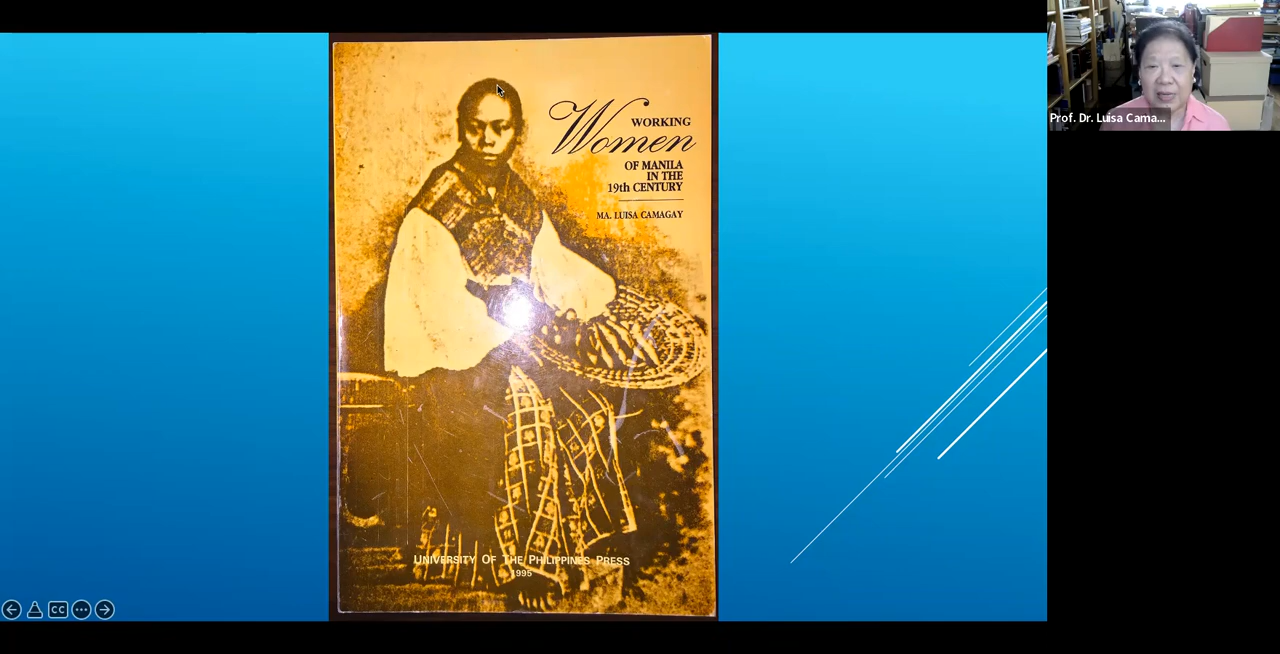 WORKING
Women
OF MANILA
IN THE
19th CENTURY
MA. LUISA CAMAGAY
UNIVERSITY OF THE PHILIPPINES PRESS
1995
Prof. Dr. Luisa Cama...
CC